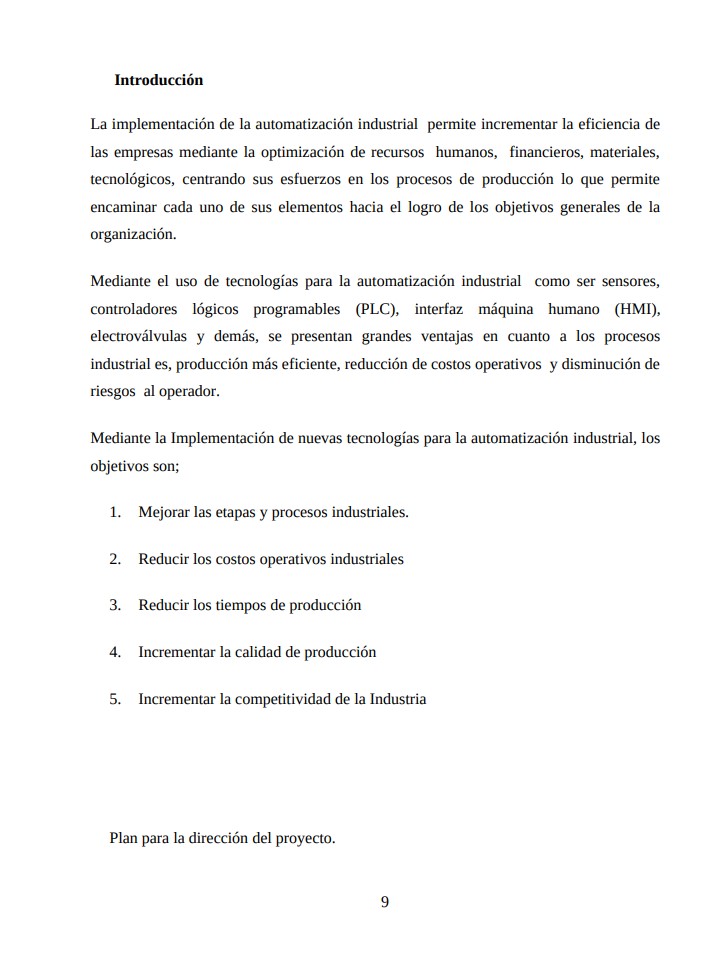 Introducción
La implementación de la automatización industrial  permite incrementar la eficiencia de
las empresas mediante la optimización de recursos  humanos,  financieros, materiales,
tecnológicos, centrando sus esfuerzos en los procesos de producción lo que permite
encaminar cada uno de sus elementos hacia el logro de los objetivos generales de la
organización.
Mediante el uso de tecnologías para la automatización industrial  como ser sensores,
controladores lógicos programables (PLC), interfaz máquina humano (HMI),
electroválvulas y demás, se presentan grandes ventajas en cuanto a los procesos
industrial es, producción más eficiente, reducción de costos operativos  y disminución de
riesgos  al operador.
Mediante la Implementación de nuevas tecnologías para la automatización industrial, los
objetivos son;
1. Mejorar las etapas y procesos industriales.
2. Reducir los costos operativos industriales
3. Reducir los tiempos de producción
4. Incrementar la calidad de producción
5. Incrementar la competitividad de la Industria
Plan para la dirección del proyecto.
9